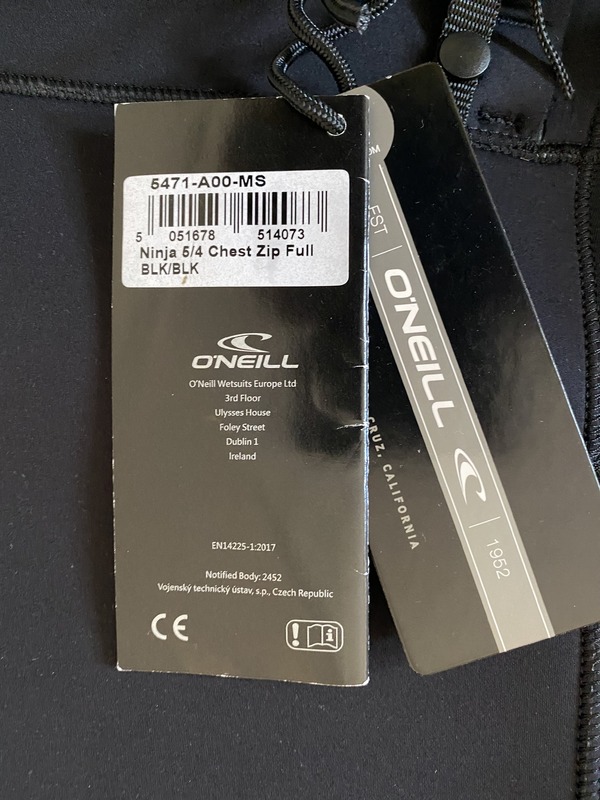 5471-A00-MS
5 051678 514073
Ninja 5/4 Chest Zip Full
BLK/BLK
O'NEILL
O'Neill Wetsuits Europe Ltd
3rd Floor
Ulysses House
Foley Street
Dublin 1
Ireland
EN14225-1:2017
Notified Body: 2452
Vojenský technický ústav, s.p., Czech Republic
CE
! i
EST
O'NEILL
1952
CRUZ, CALIFORNIA